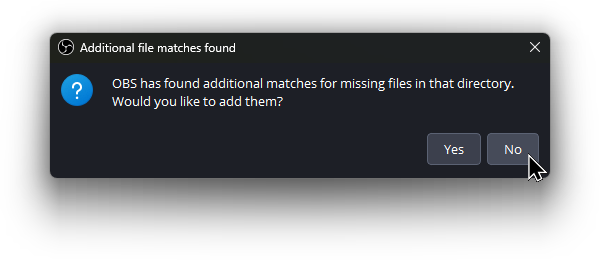 Additional file matches found
OBS has found additional matches for missing files in that directory.
Would you like to add them?
Yes
No